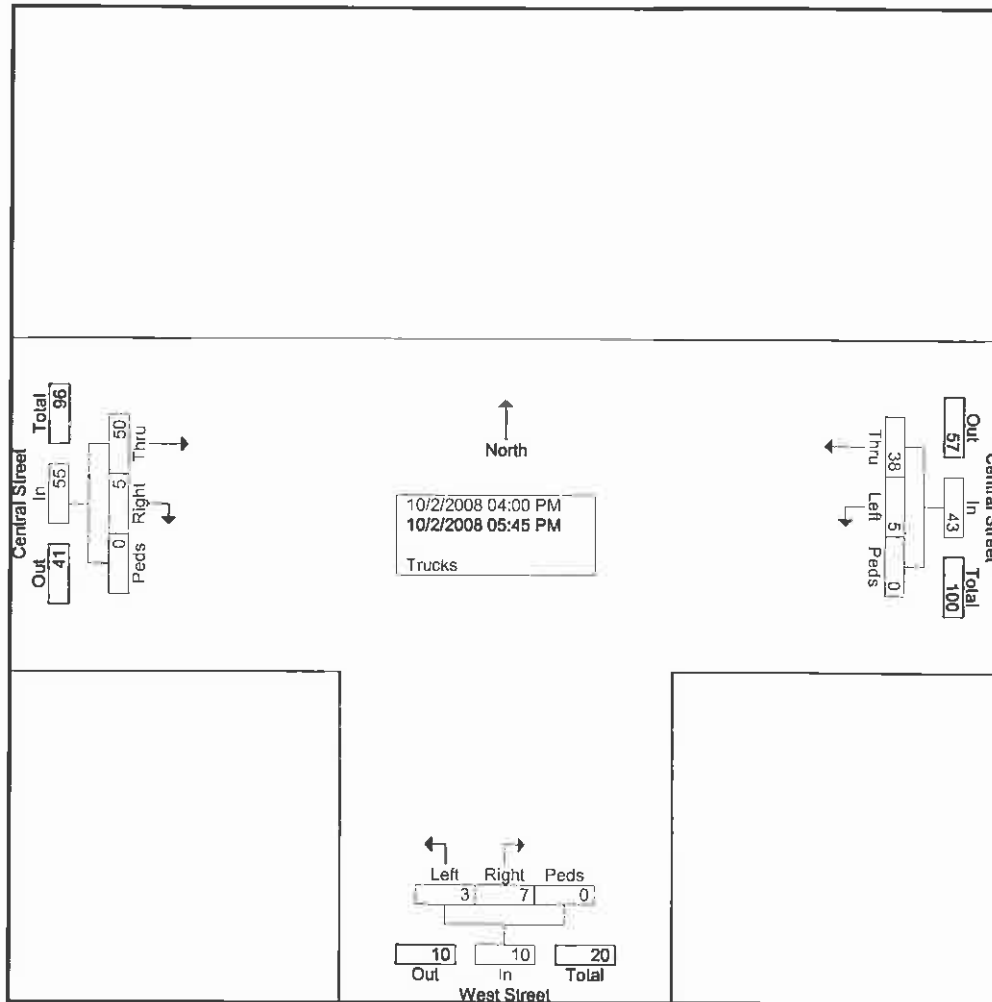 Central Street
Total
96
In
55
Out
41
50
Thru
5
Right
0
Peds
North
10/2/2008 04:00 PM
10/2/2008 05:45 PM
Trucks
Thru
38
Left
5
Peds
0
Out
57
In
43
Total
100
Central Street
Left Right Peds
3 7 0
10 10 20
Out In Total
West Street